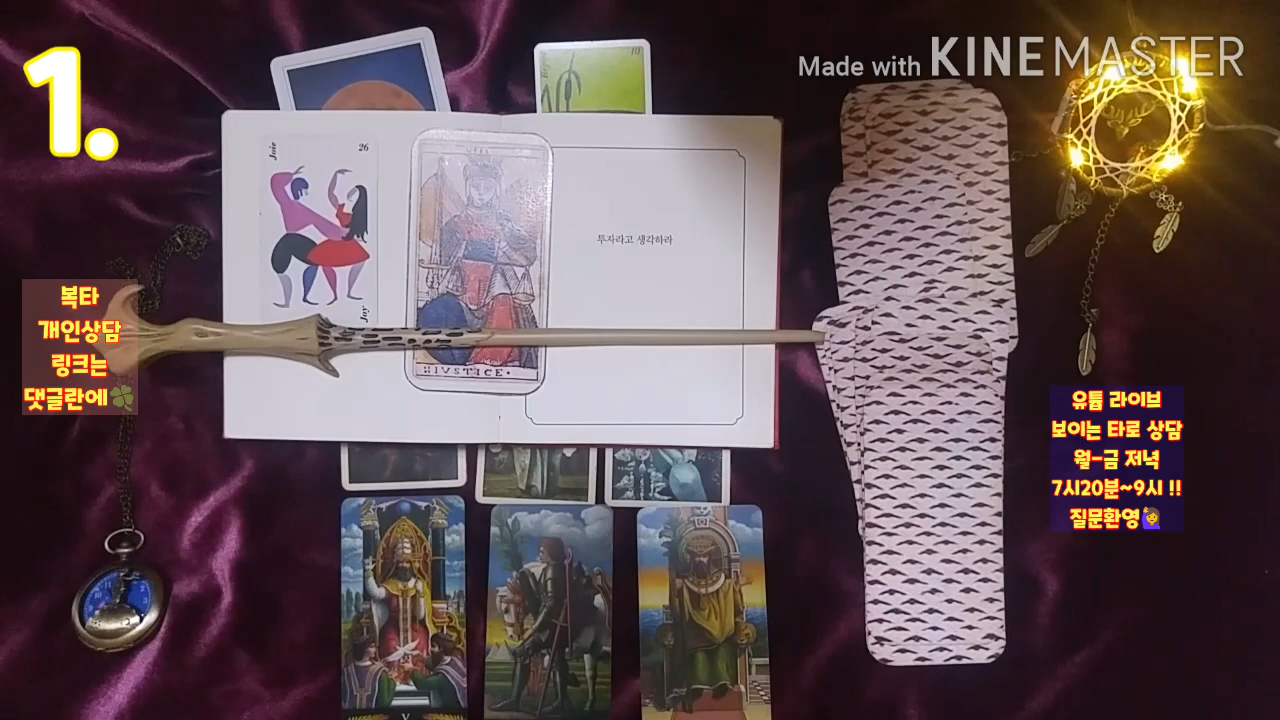 1.
Made with KINEMASTER
10
Joie
26
Joy
VIII
IVSTICE•
투자라고 생각하라
복타
개인상담
링크는
댓글란에🍀
유튭 라이브
보이는 타로 상담
월-금 저녁
7시20분~9시 !!
질문환영🙋‍♀️
V